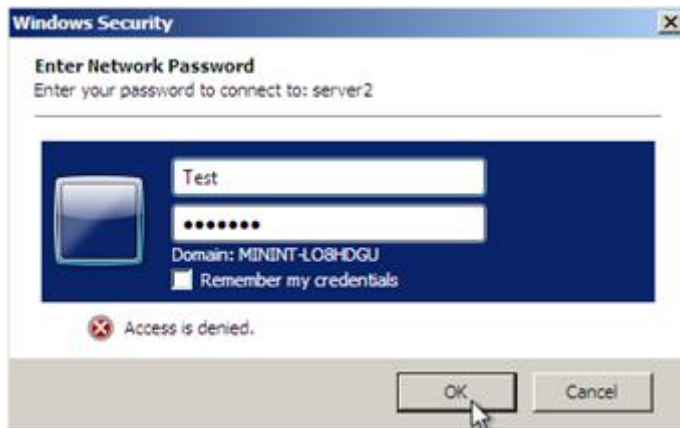 Windows Security
Enter Network Password
Enter your password to connect to: server2
Test
•••••••
Domain: MININT-LO8HDGU
Remember my credentials
Access is denied.
OK
Cancel